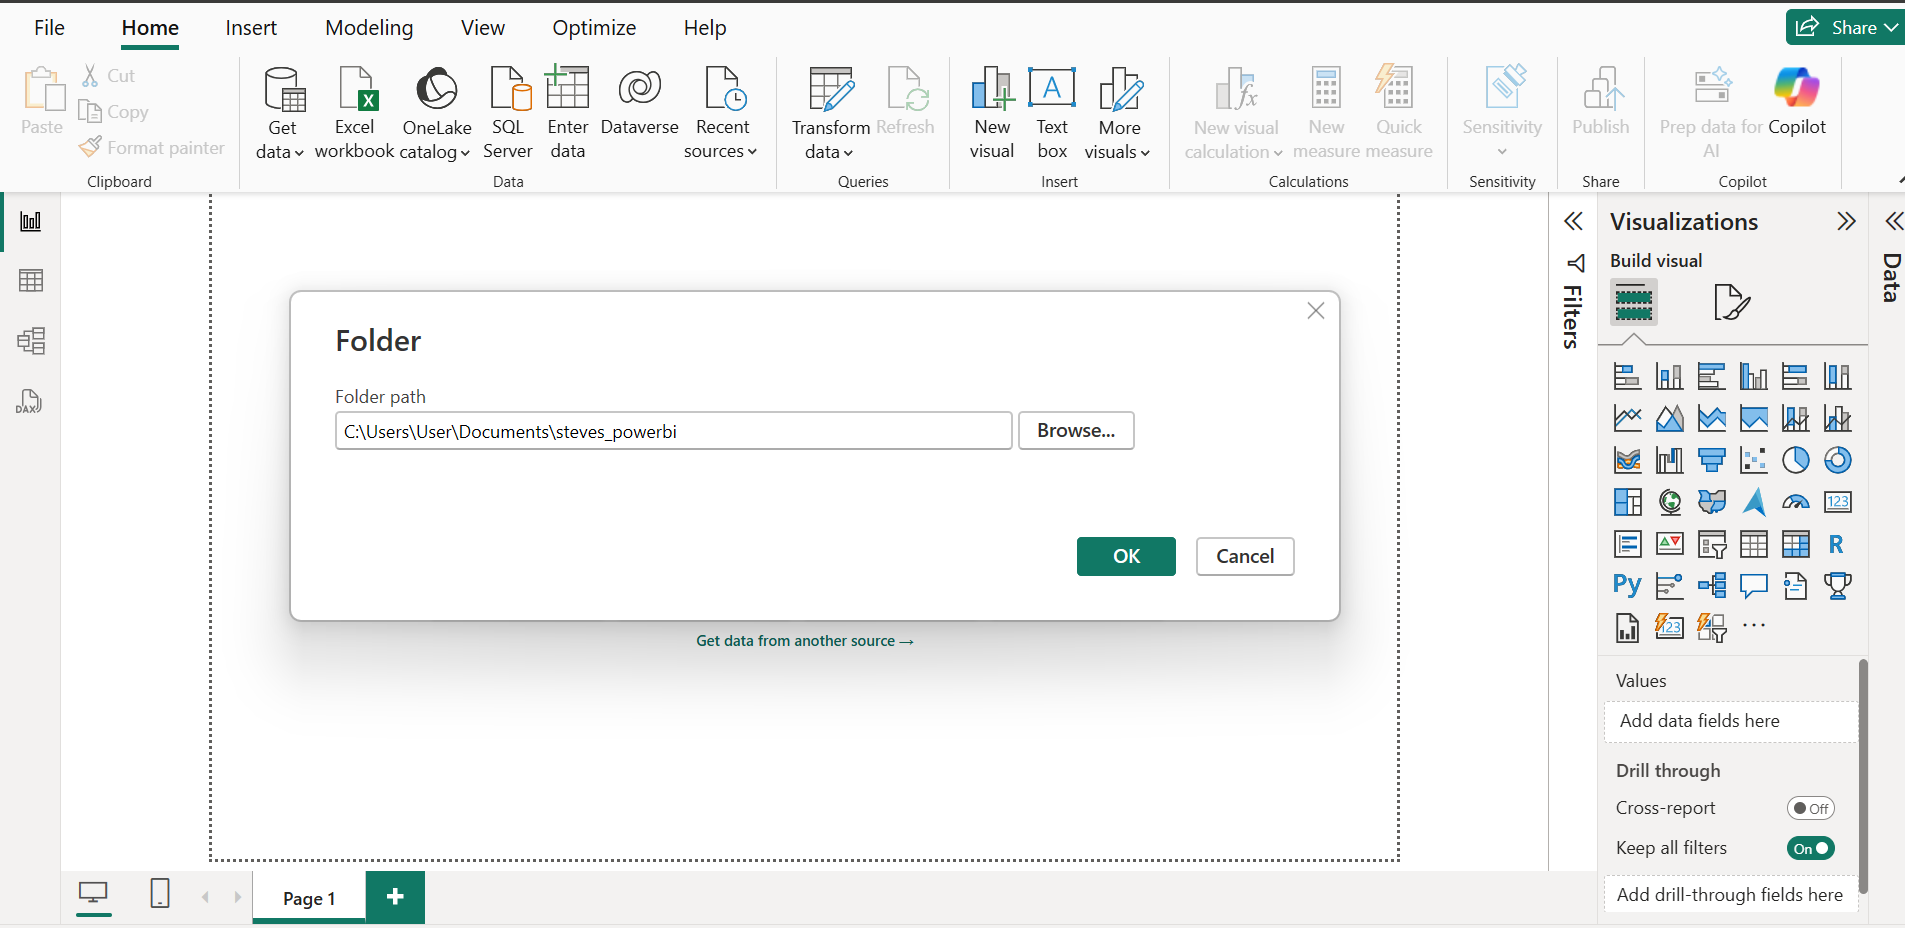 File Home Insert Modeling View Optimize Help Share
Paste
Cut
Copy
Format painter
Clipboard
Get data
Excel workbook
OneLake catalog
SQL Server
Enter data
Dataverse
Recent sources
Data
Transform data
Refresh
Queries
New visual
Text box
A
More visuals
Insert
New visual calculation
New measure
Quick measure
Calculations
Sensitivity
Sensitivity
Publish
Share
Prep data for AI
Copilot
Copilot
DAX
Folder
Folder path
C:\Users\User\Documents\steves_powerbi
Browse...
OK
Cancel
Get data from another source →
Filters
Visualizations
Build visual
123
R
Py
123
...
Values
Add data fields here
Drill through
Cross-report Off
Keep all filters On
Add drill-through fields here
Data
Page 1